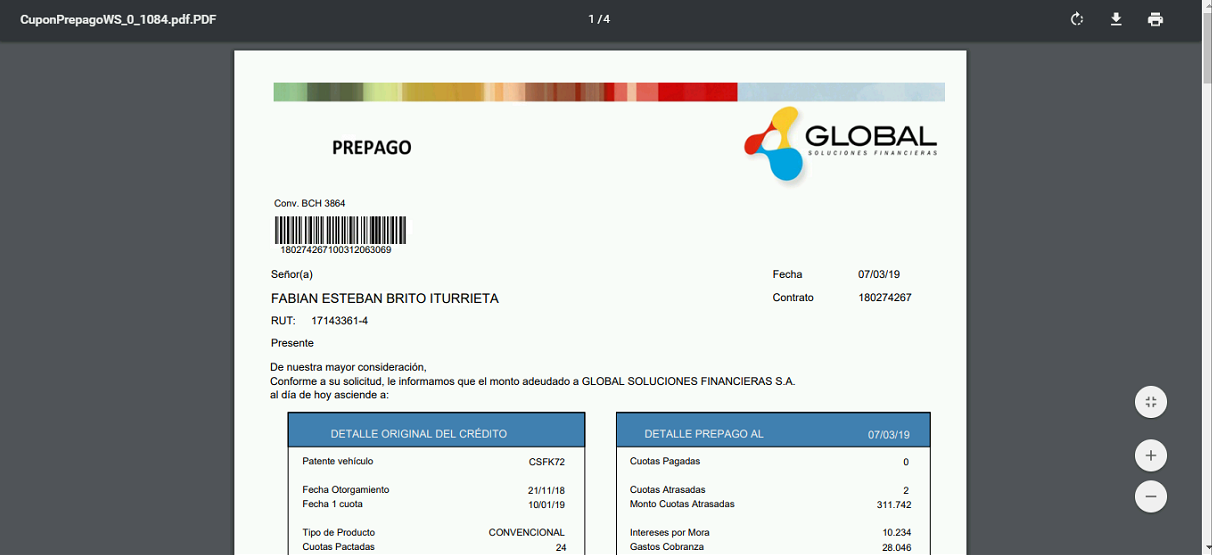 CuponPrepagoWS_0_1084.pdf.PDF 1 / 4
PREPAGO
GLOBAL
SOLUCIONES FINANCIERAS
Conv. BCH 3864
180274267100312063069
Señor(a) Fecha 07/03/19
FABIAN ESTEBAN BRITO ITURRIETA Contrato 180274267
RUT: 17143361-4
Presente
De nuestra mayor consideración,
Conforme a su solicitud, le informamos que el monto adeudado a GLOBAL SOLUCIONES FINANCIERAS S.A.
al día de hoy asciende a:
DETALLE ORIGINAL DEL CRÉDITO
Patente vehículo CSFK72
Fecha Otorgamiento 21/11/18
Fecha 1 cuota 10/01/19
Tipo de Producto CONVENCIONAL
Cuotas Pactadas 24
DETALLE PREPAGO AL 07/03/19
Cuotas Pagadas 0
Cuotas Atrasadas 2
Monto Cuotas Atrasadas 311.742
Intereses por Mora 10.234
Gastos Cobranza 28.046